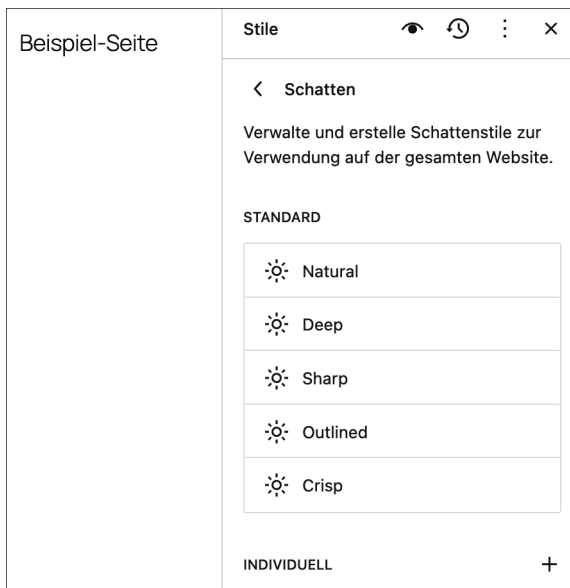 Beispiel-Seite
Stile
Schatten
Verwalte und erstelle Schattenstile zur
Verwendung auf der gesamten Website.
STANDARD
Natural
Deep
Sharp
Outlined
Crisp
INDIVIDUELL